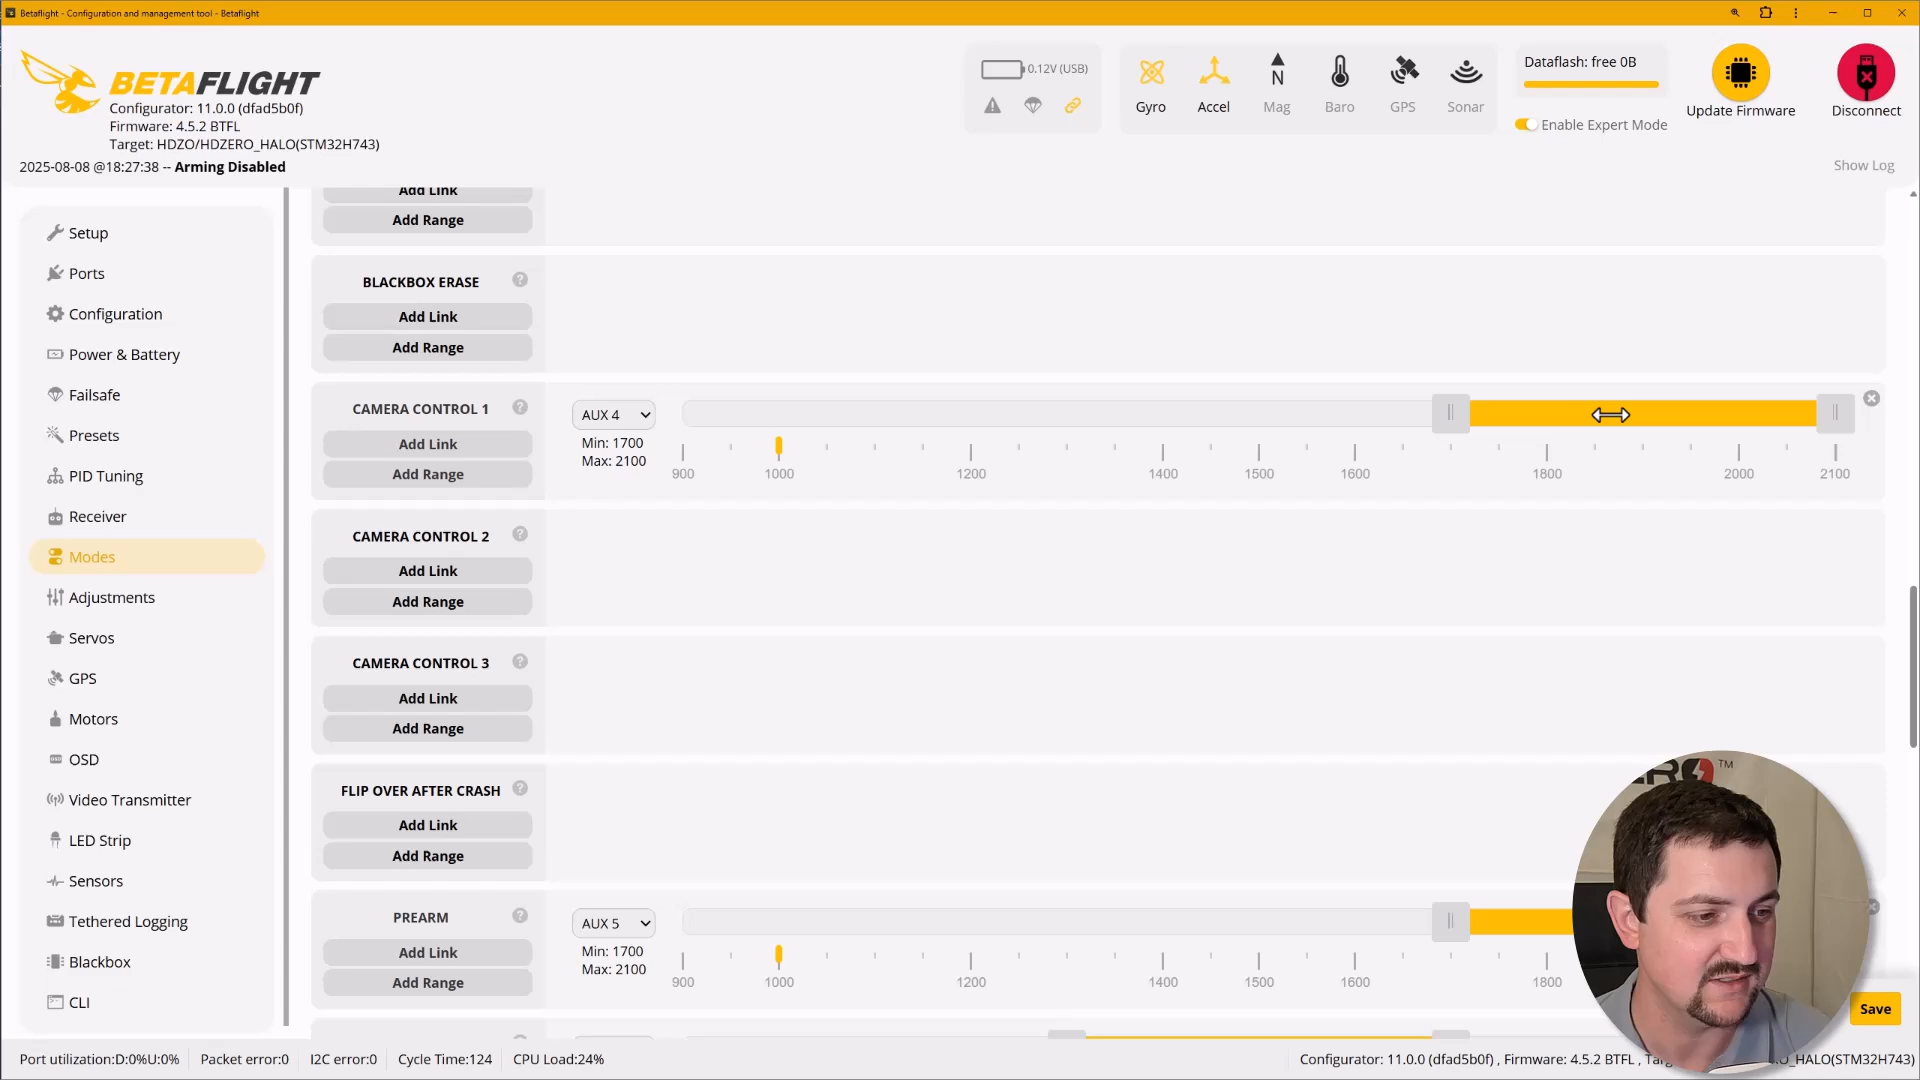 Betaflight - Configuration and management tool - Betaflight
BETAFLIGHT
Configurator: 11.0.0 (dfad5b0f)
Firmware: 4.5.2 BTFL
Target: HDZO/HDZERO_HALO(STM32H743)
2025-08-08 @18:27:38 -- Arming Disabled
0.12V (USB)
Gyro
Accel
N
Mag
Baro
GPS
Sonar
Dataflash: free 0B
Enable Expert Mode
Update Firmware
Disconnect
Show Log
Setup
Ports
Configuration
Power & Battery
Failsafe
Presets
PID Tuning
Receiver
Modes
Adjustments
Servos
GPS
Motors
OSD
Video Transmitter
LED Strip
Sensors
Tethered Logging
Blackbox
CLI
Add Link
Add Range
BLACKBOX ERASE
Add Link
Add Range
CAMERA CONTROL 1
Add Link
Add Range
AUX 4
Min: 1700
Max: 2100
900 1000 1200 1400 1500 1600 1800 2000 2100
CAMERA CONTROL 2
Add Link
Add Range
CAMERA CONTROL 3
Add Link
Add Range
FLIP OVER AFTER CRASH
Add Link
Add Range
PREARM
Add Link
Add Range
AUX 5
Min: 1700
Max: 2100
900 1000 1200 1400 1500 1600 1800
TM
Save
Port utilization:D:0%U:0% Packet error:0 I2C error:0 Cycle Time:124 CPU Load:24%
Configurator: 11.0.0 (dfad5b0f) , Firmware: 4.5.2 BTFL , _HALO(STM32H743)